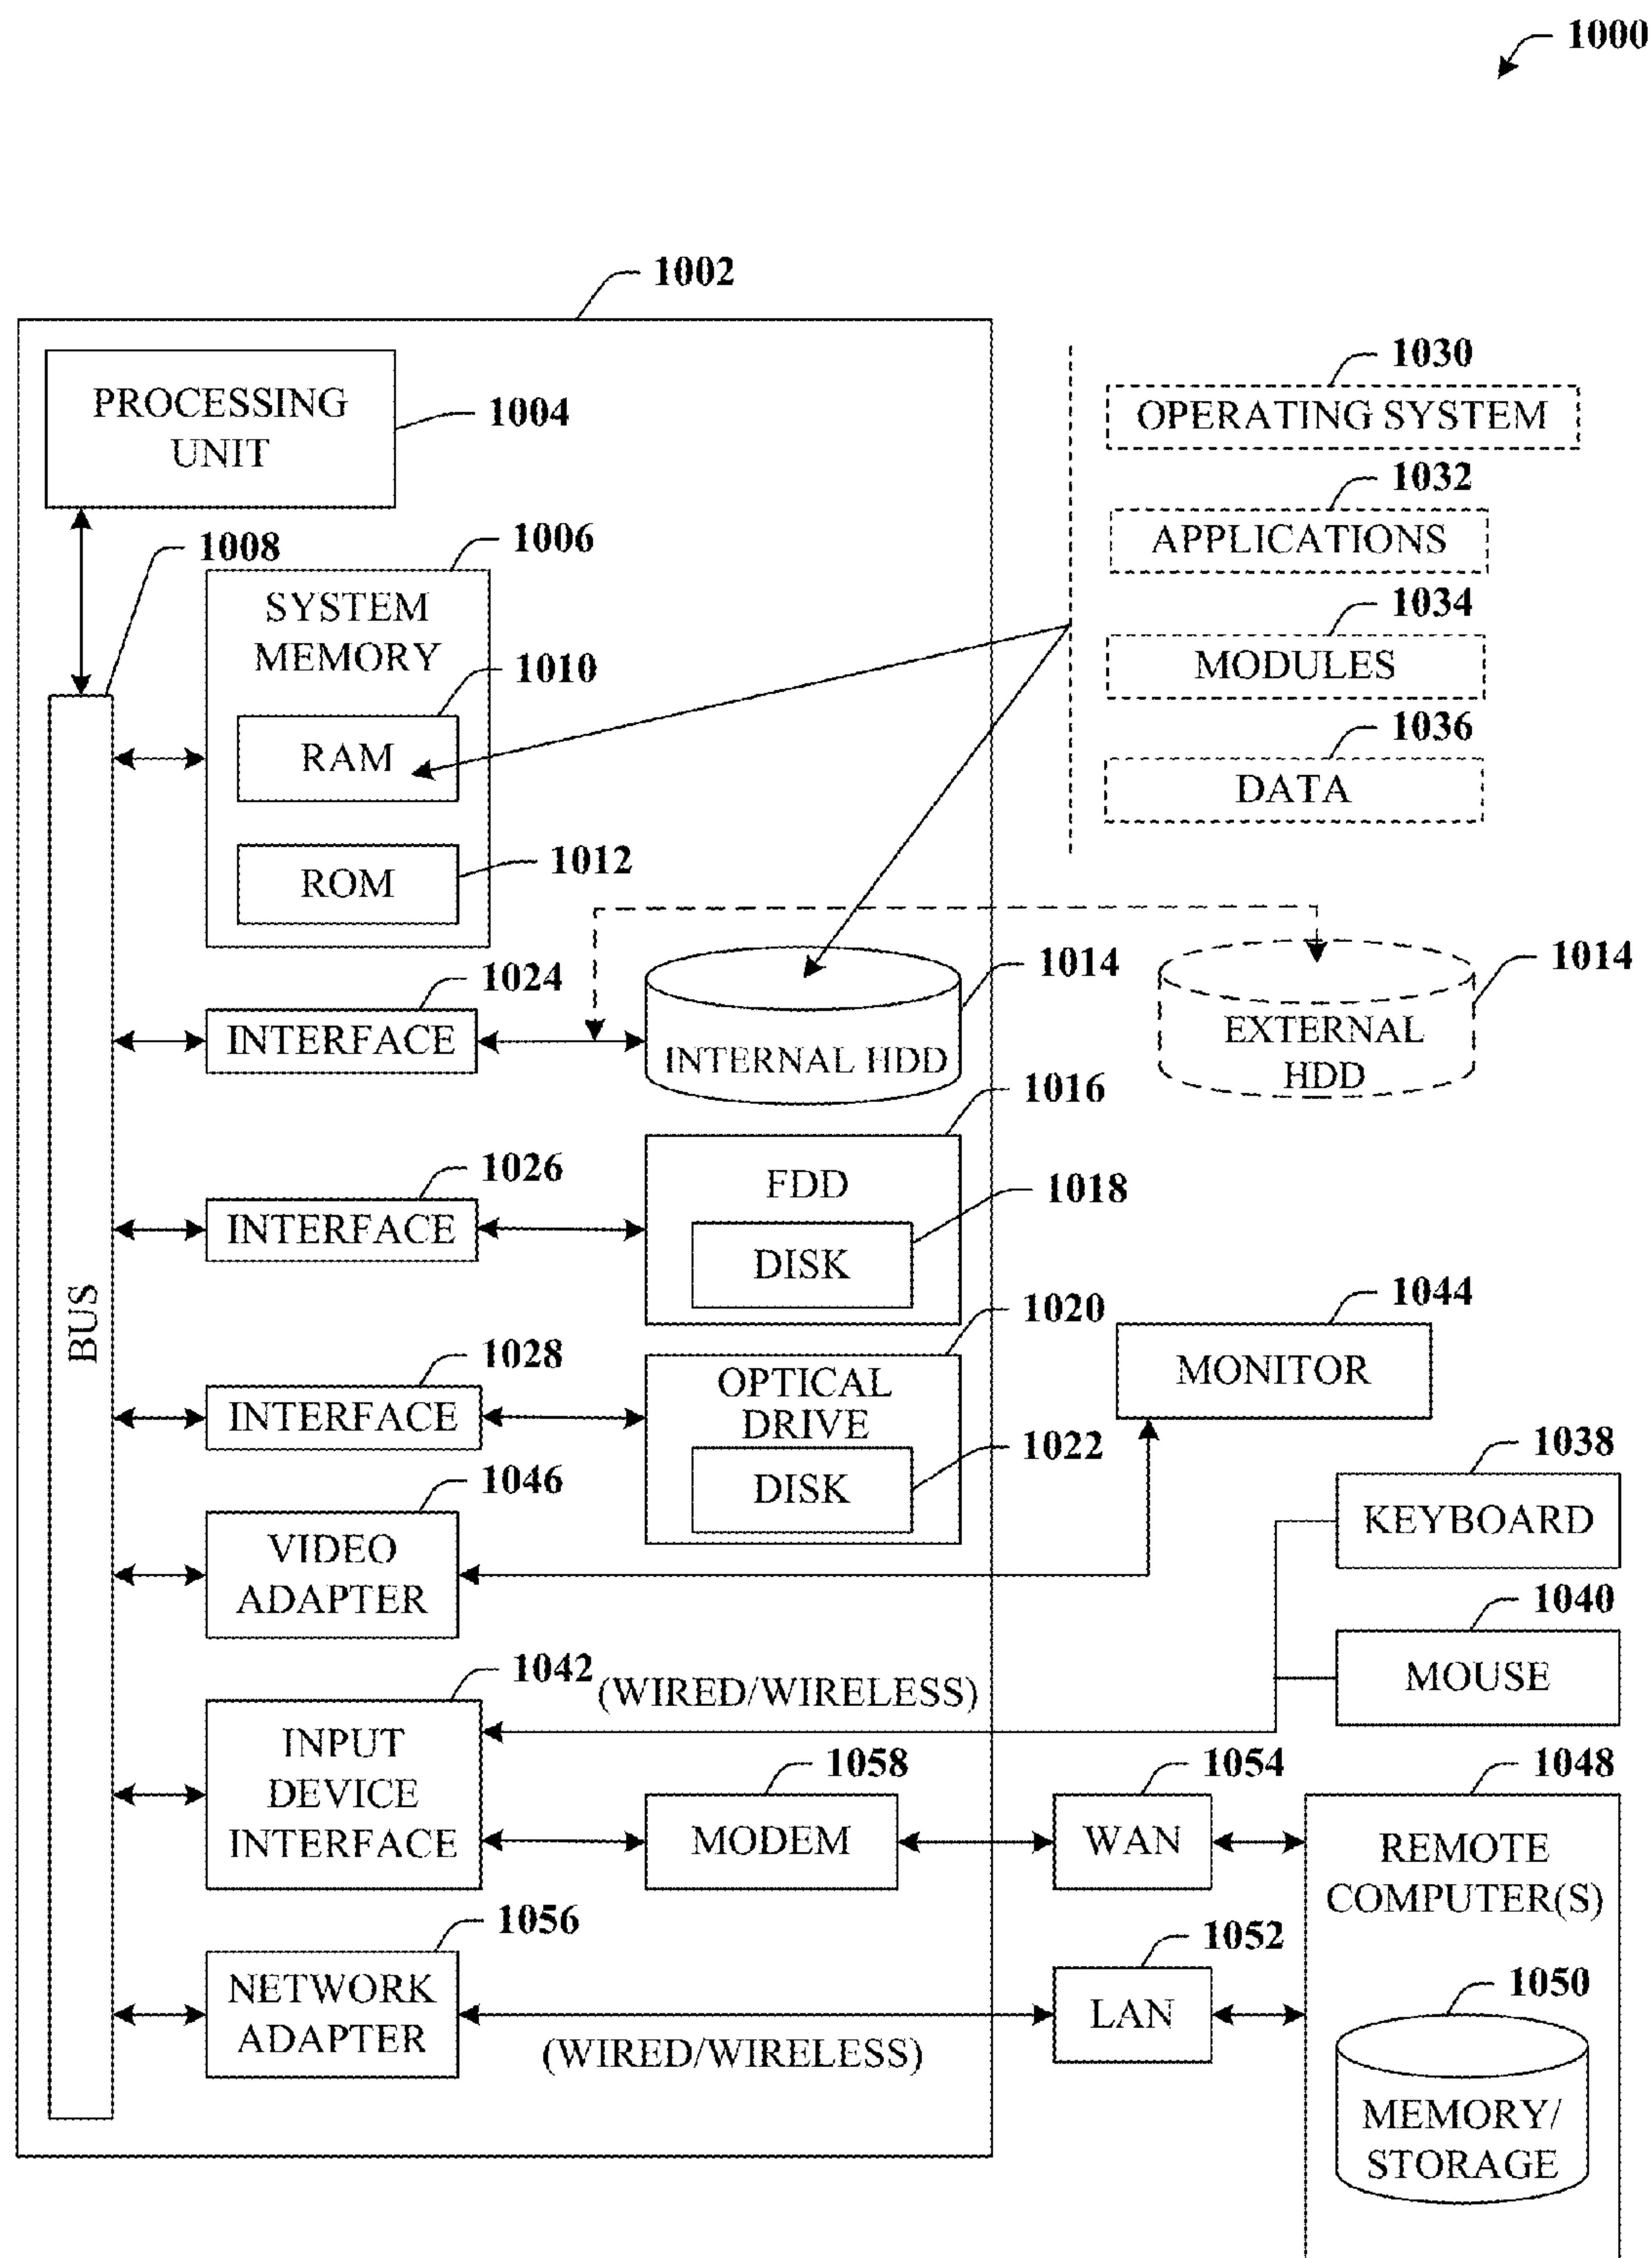 1000
1002
PROCESSING
UNIT
1004
1030
OPERATING SYSTEM
1032
APPLICATIONS
1034
MODULES
1036
DATA
1008
1006
SYSTEM
MEMORY
1010
RAM
1012
ROM
1024
INTERFACE
1014
INTERNAL HDD
1014
EXTERNAL
HDD
1026
INTERFACE
1016
FDD
1018
DISK
BUS
1028
INTERFACE
1020
OPTICAL
DRIVE
1022
DISK
1044
MONITOR
1046
VIDEO
ADAPTER
1038
KEYBOARD
1040
MOUSE
1042
(WIRED/WIRELESS)
INPUT
DEVICE
INTERFACE
1058
MODEM
1054
WAN
1048
REMOTE
COMPUTER(S)
1056
NETWORK
ADAPTER
(WIRED/WIRELESS)
1052
LAN
1050
MEMORY/
STORAGE